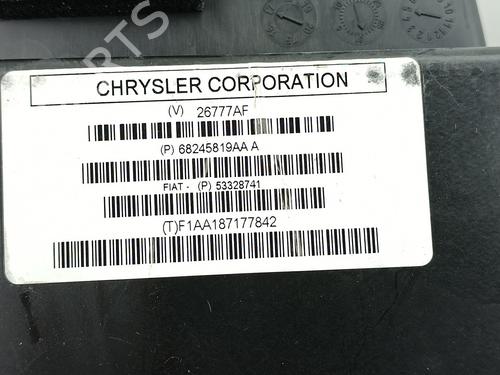 CHRYSLER CORPORATION
(V) 26777AF
(P) 68245819AA A
FIAT - (P) 53328741
(T)F1AA187177842